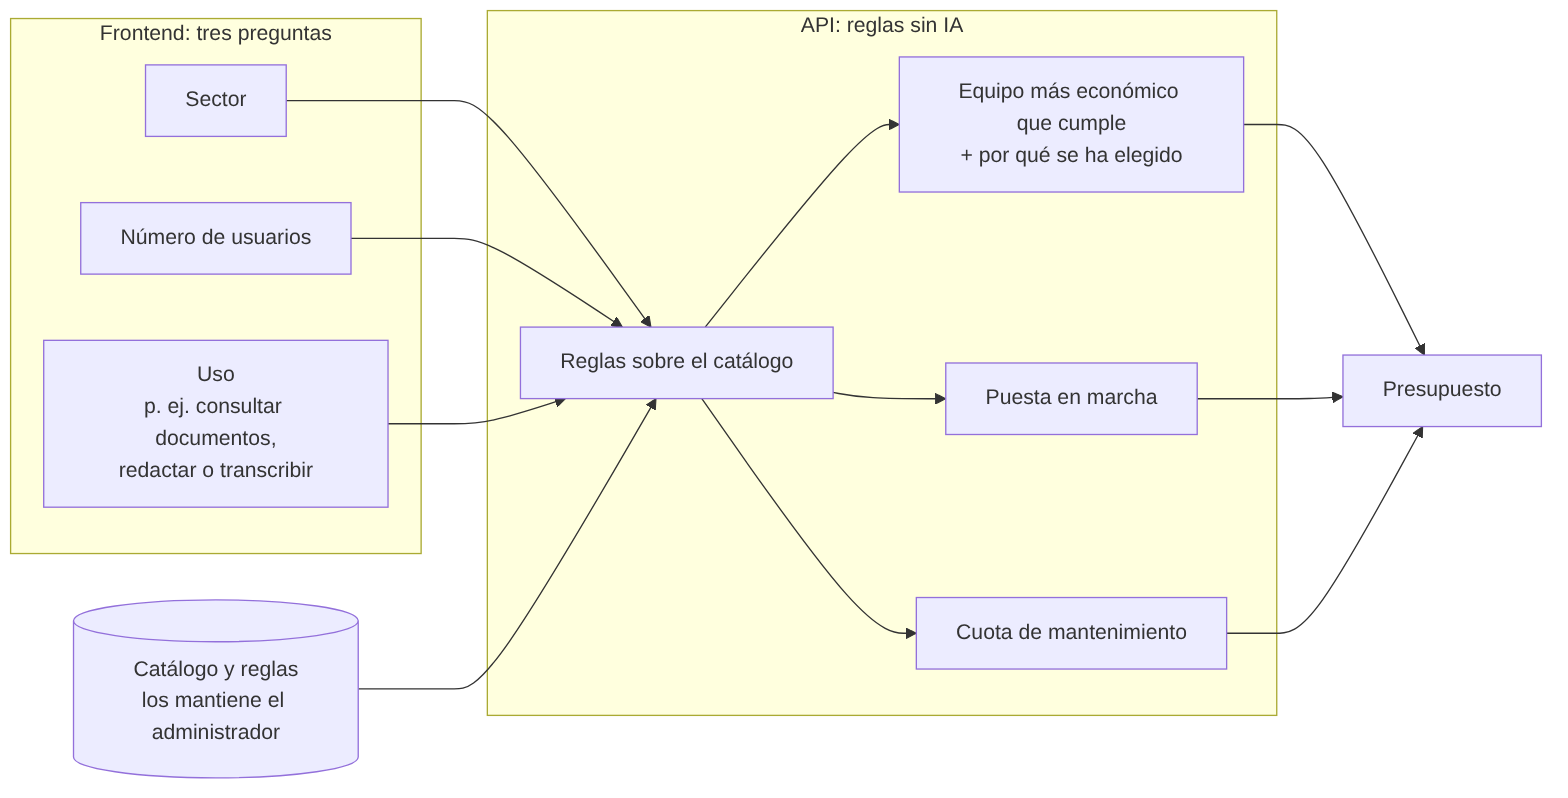 Frontend: tres preguntas
Sector
Número de usuarios
Uso
p. ej. consultar
documentos,
redactar o transcribir
Catálogo y reglas
los mantiene el
administrador
API: reglas sin IA
Reglas sobre el catálogo
Equipo más económico
que cumple
+ por qué se ha elegido
Puesta en marcha
Cuota de mantenimiento
Presupuesto